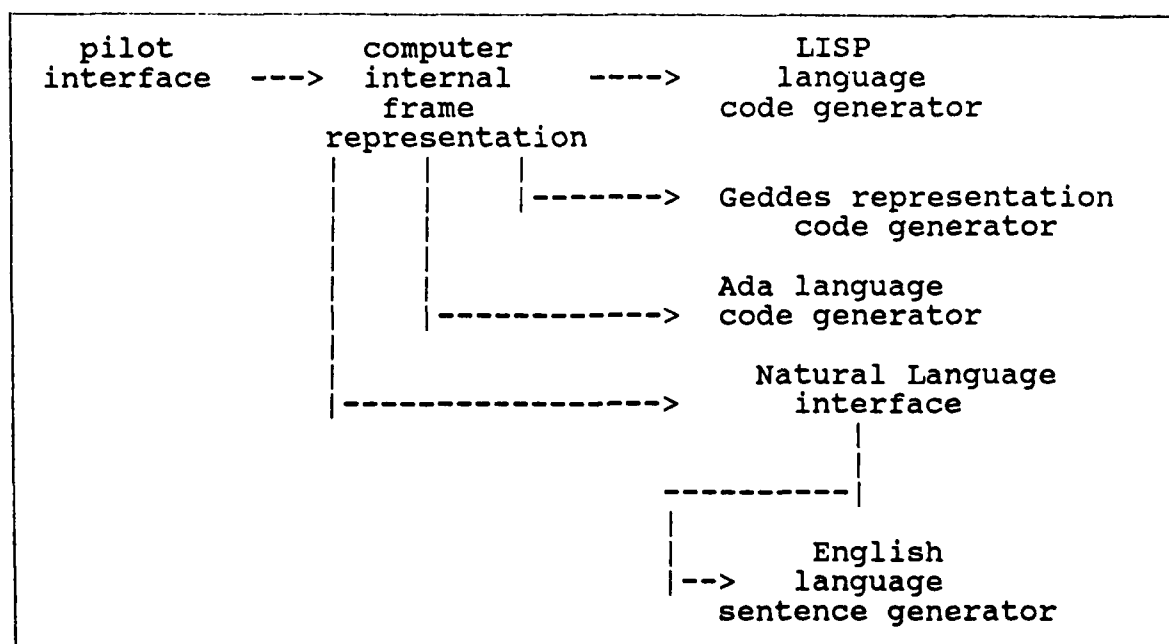 pilot computer LISP
interface ---> internal ----> language
frame code generator
representation
|-------> Geddes representation
code generator
Ada language
|------------> code generator
Natural Language
|-----------------> interface
----------|
English
|--> language
sentence generator